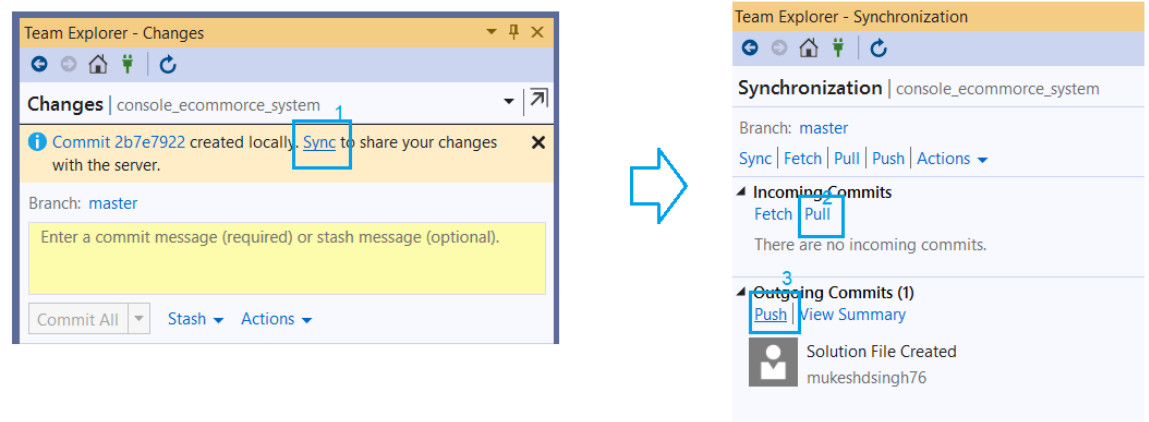 Team Explorer - Changes
Changes | console_ecommorce_system
1
Commit 2b7e7922 created locally. Sync to share your changes
with the server.
Branch: master
Enter a commit message (required) or stash message (optional).
Commit All
Stash
Actions
Team Explorer - Synchronization
Synchronization | console_ecommorce_system
Branch: master
Sync | Fetch | Pull | Push | Actions
Incoming Commits
2
Fetch | Pull
There are no incoming commits.
3
Outgoing Commits (1)
Push | View Summary
Solution File Created
mukeshdsingh76